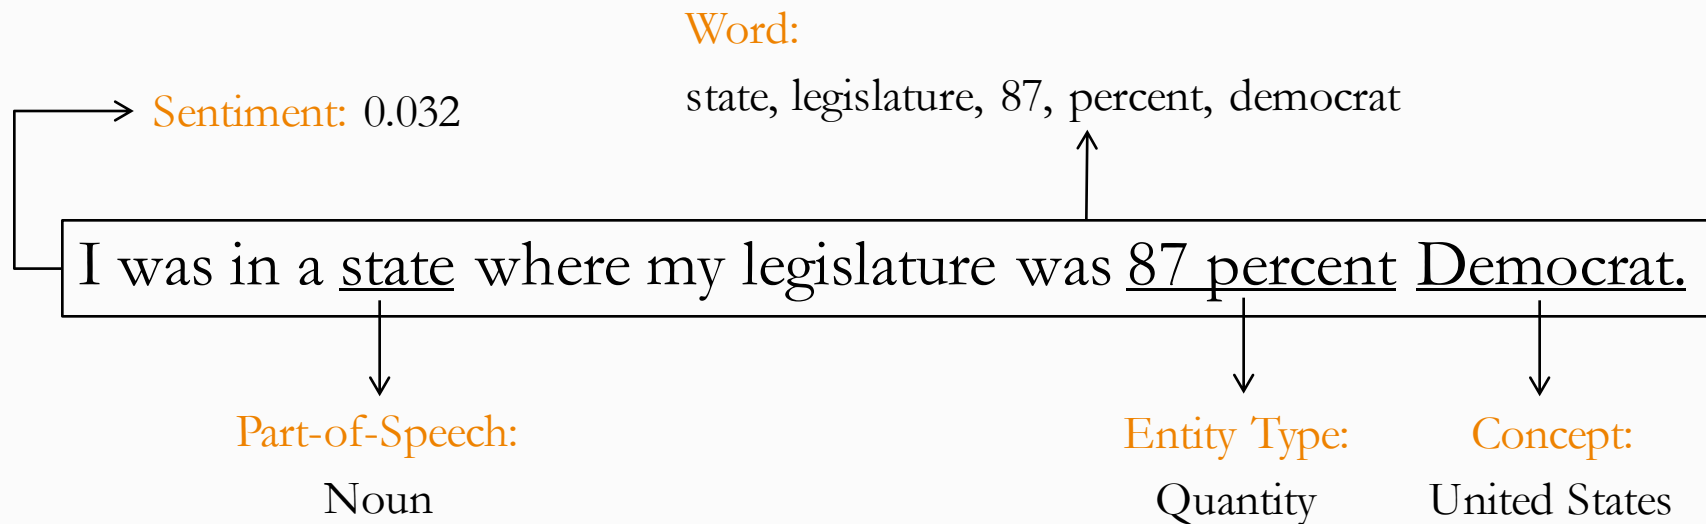 Word:
state, legislature, 87, percent, democrat
Sentiment: 0.032
I was in a state where my legislature was 87 percent Democrat.
Part-of-Speech:
Noun
Entity Type:
Quantity
Concept:
United States